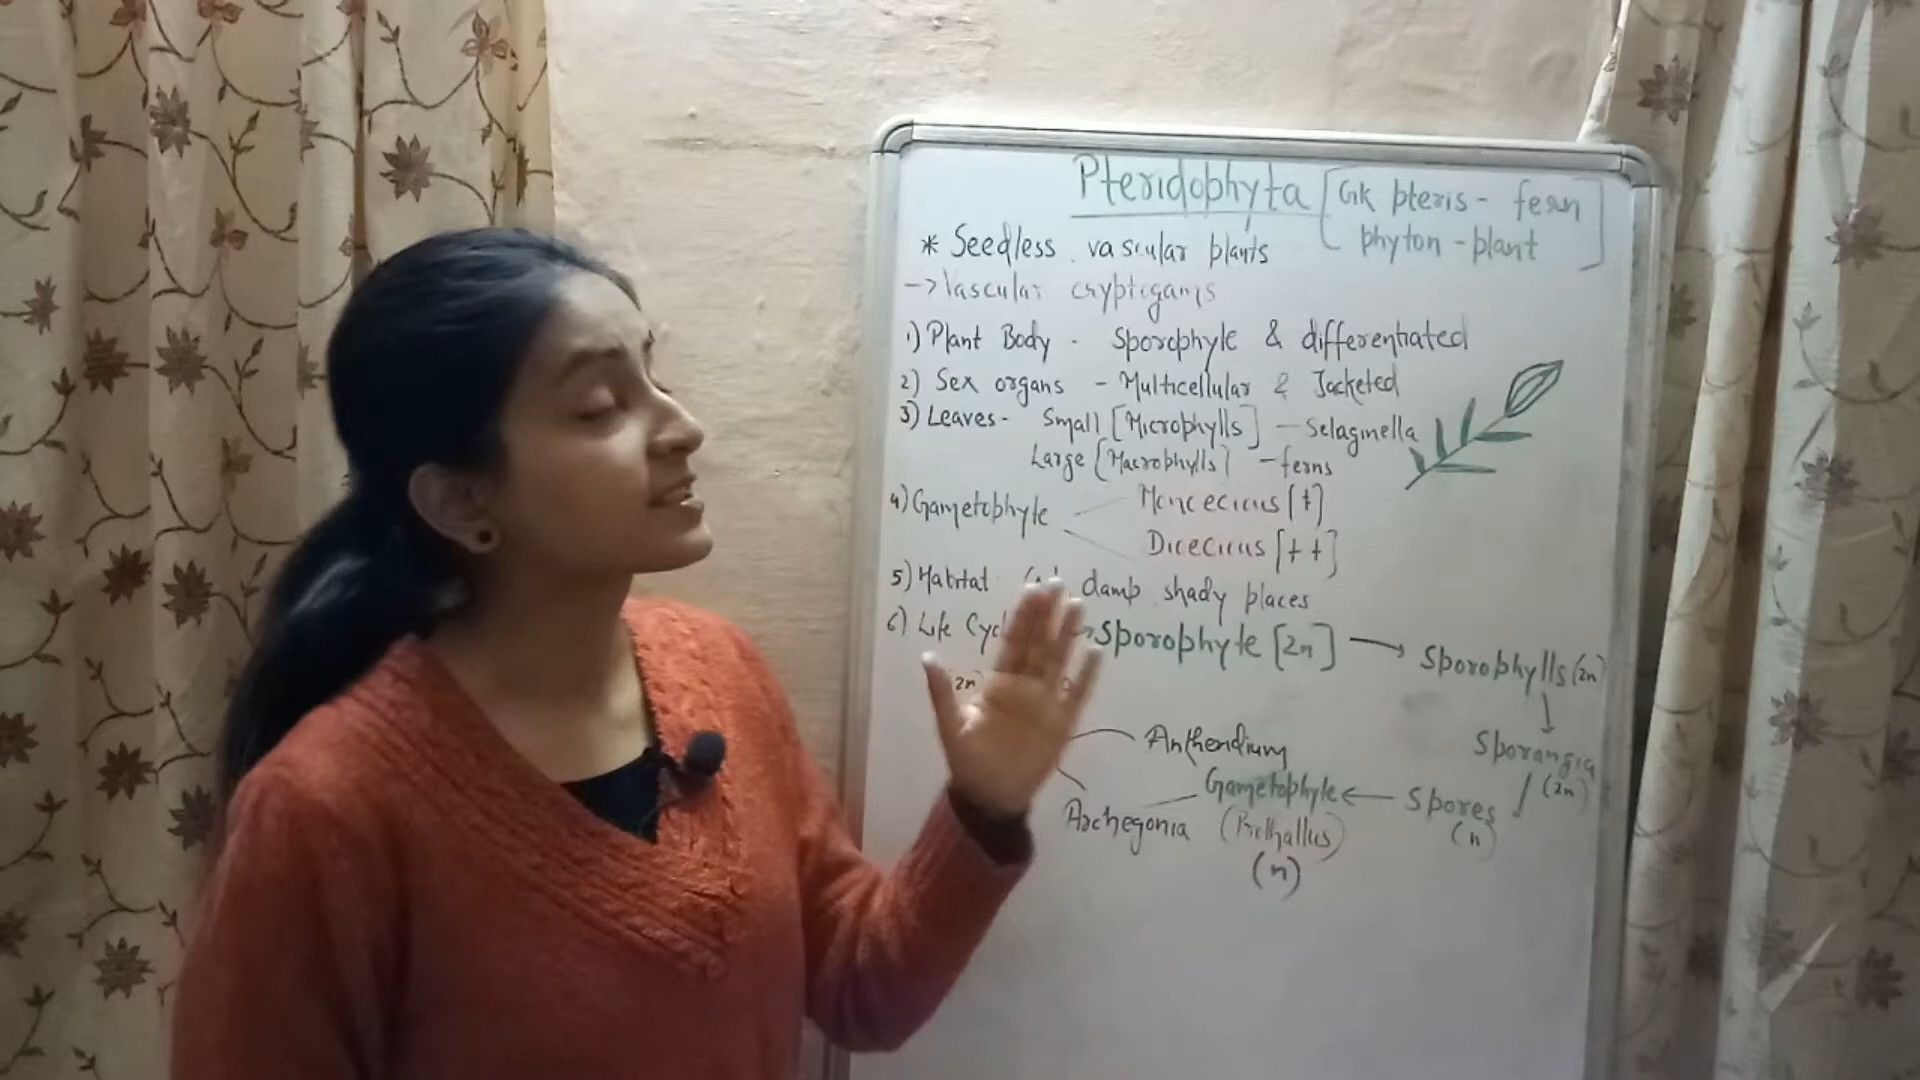 Pteridophyta [Gk pteris - fern
phyton - plant]
* Seedless vascular plants
-> Vascular cryptogams
1) Plant Body - Sporophyte & differentiated
2) Sex organs - Multicellular & Jacketed
3) Leaves - Small [Microphylls] - Selaginella
Large [Macrophylls] - ferns
4) Gametophyte
Monoecious [+]
Dioecious [+ +]
5) Habitat damp shady places
6) Life
Sporophyte [2n] → Sporophylls (2n)
↓
(2n)
Antheridium
Sporangia
(2n)
Gametophyte ← Spores
Archegonia (Prothallus) (n)
(n)